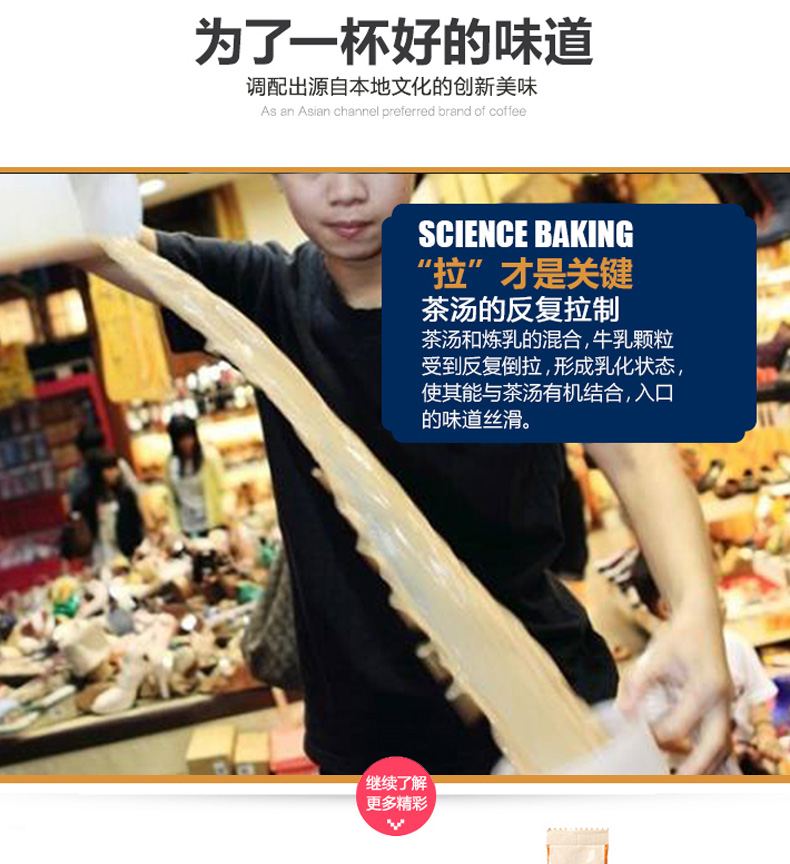 为了一杯好的味道
调配出源自本地文化的创新美味
As an Asian channel preferred brand of coffee
SCIENCE BAKING
“拉”才是关键
茶汤的反复拉制
茶汤和炼乳的混合,牛乳颗粒
受到反复倒拉,形成乳化状态,
使其能与茶汤有机结合,入口
的味道丝滑。
继续了解
更多精彩